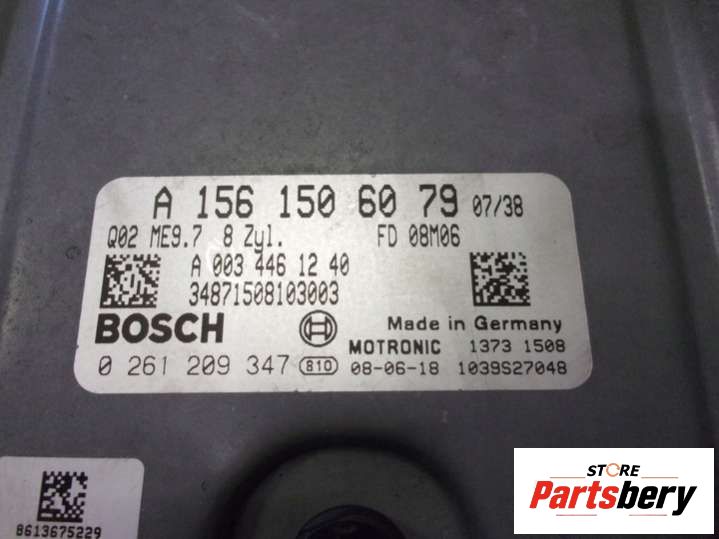 A 156 150 60 79 07/38
Q02 ME9.7 8 Zyl. FD 08M06
A 003 446 12 40
34871508103003
BOSCH Made in Germany
MOTRONIC 1373 1508
0 261 209 347 810 08-06-18 1039S27048
8613675229
STORE
Partsbery